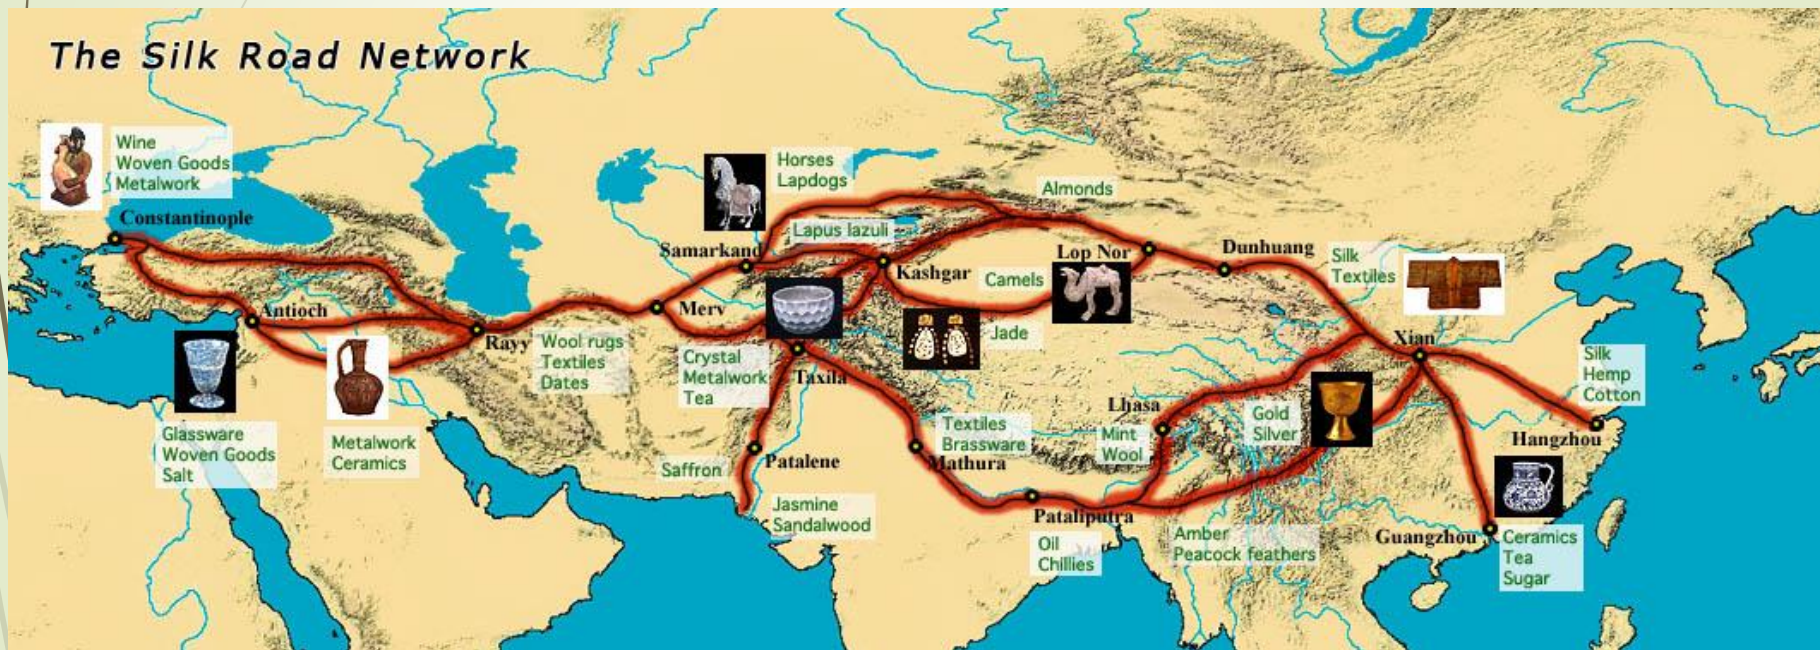 The Silk Road Network
Wine
Woven Goods
Metalwork
Constantinople
Horses
Lapdogs
Almonds
Lapus lazuli
Samarkand
Kashgar
Camels
Lop Nor
Dunhuang
Silk
Textiles
Antioch
Merv
Jade
Rayy
Wool rugs
Textiles
Dates
Crystal
Metalwork
Tea
Taxila
Xian
Silk
Hemp
Cotton
Hangzhou
Glassware
Woven Goods
Salt
Metalwork
Ceramics
Saffron
Patalene
Jasmine
Sandalwood
Textiles
Brassware
Mathura
Lhasa
Mint
Wool
Gold
Silver
Pataliputra
Oil
Chilllies
Amber
Peacock feathers
Guangzhou
Ceramics
Tea
Sugar